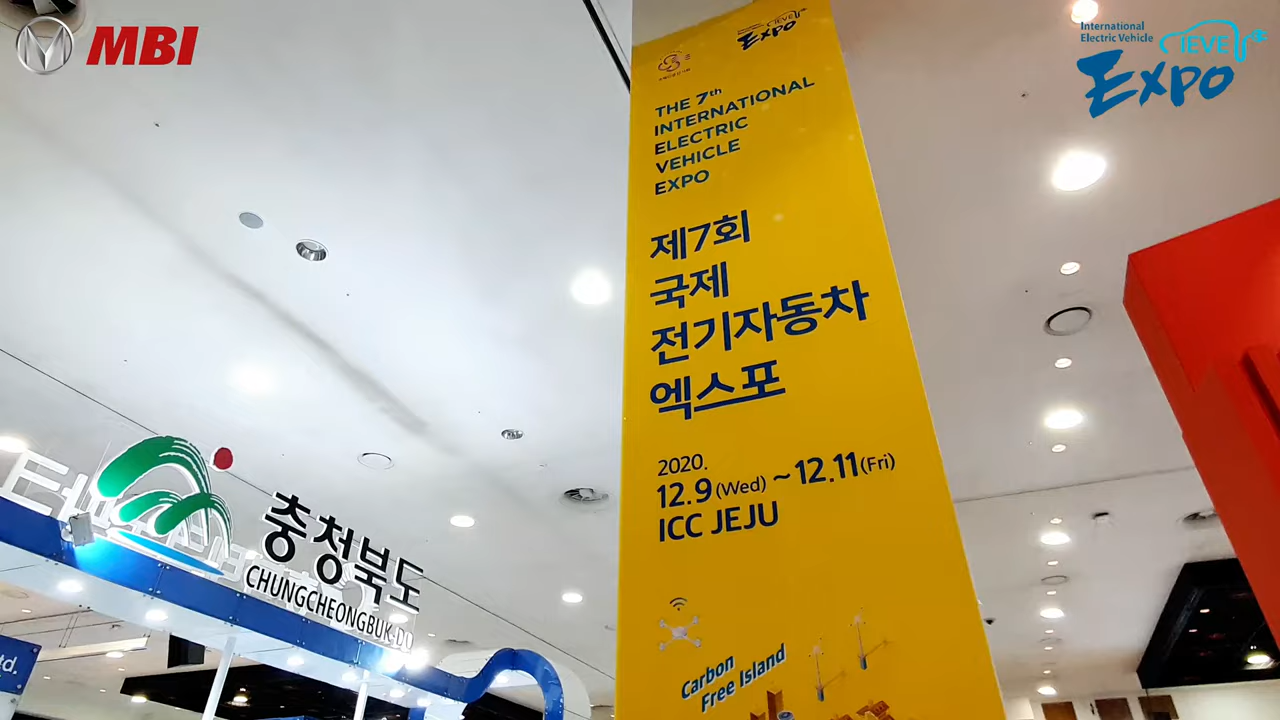 MBI
International
Electric Vehicle
IEVE
EXPO
IEVE
EXPO
THE 7th
INTERNATIONAL
ELECTRIC
VEHICLE
EXPO
제7회
국제
전기자동차
엑스포
2020.
12.9(Wed) ~ 12.11(Fri)
ICC JEJU
Carbon
Free Island
충청북도
CHUNGCHEONGBUK-DO
td.